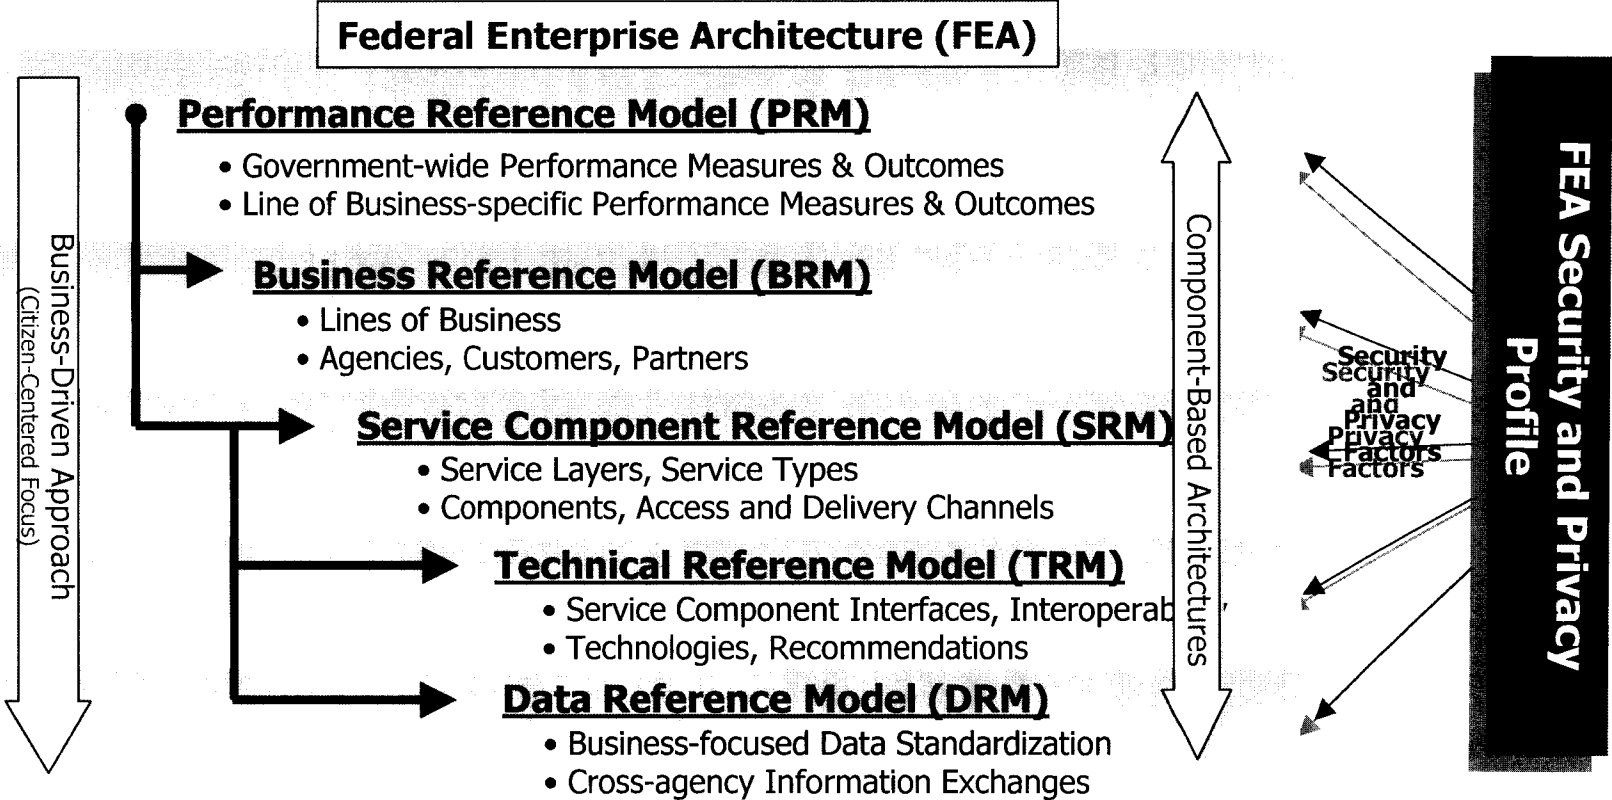 Federal Enterprise Architecture (FEA)
Performance Reference Model (PRM)
• Government-wide Performance Measures & Outcomes
• Line of Business-specific Performance Measures & Outcomes
Business Reference Model (BRM)
• Lines of Business
• Agencies, Customers, Partners
Service Component Reference Model (SRM)
• Service Layers, Service Types
• Components, Access and Delivery Channels
Technical Reference Model (TRM)
• Service Component Interfaces, Interoperab
• Technologies, Recommendations
Data Reference Model (DRM)
• Business-focused Data Standardization
• Cross-agency Information Exchanges
Business-Driven Approach
(Citizen-Centered Focus)
Component-Based Architectures
Security
and
Privacy
Factors
FEA Security and Privacy
Profile